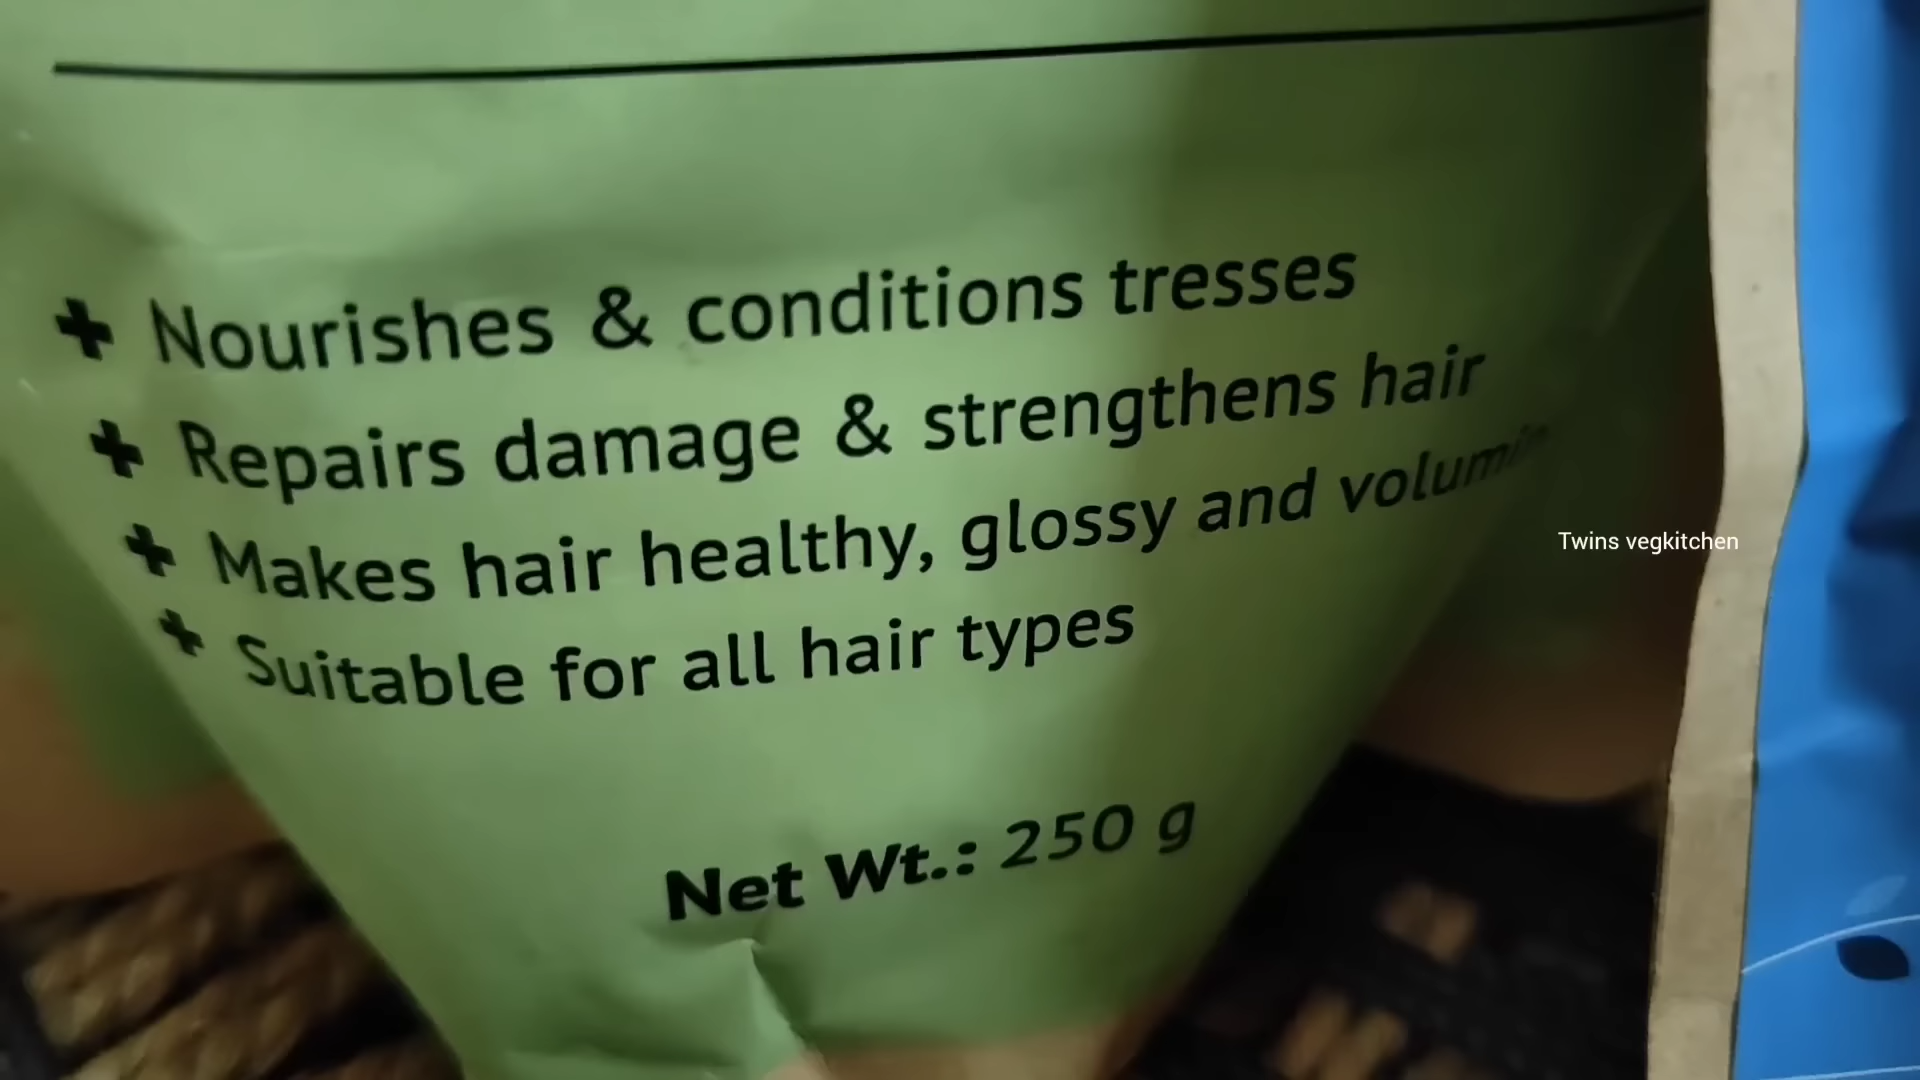 + Nourishes & conditions tresses
+ Repairs damage & strengthens hair
+ Makes hair healthy, glossy and
+ Suitable for all hair types
Net Wt.: 250 g
Twins vegkitchen